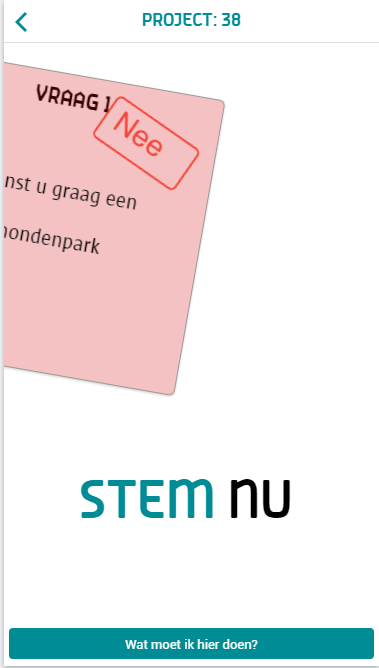 PROJECT: 38
VRAAG 1
Nee
nst u graag een
hondenpark
STEM NU
Wat moet ik hier doen?